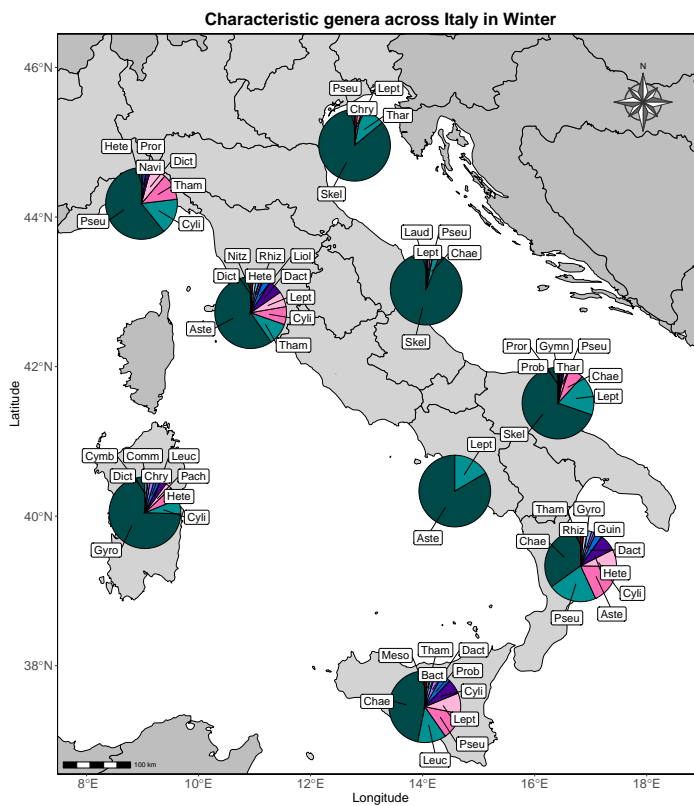 Characteristic genera across Italy in Winter
46°N
44°N
42°N
40°N
38°N
Latitude
8°E
10°E
12°E
14°E
16°E
18°E
Longitude
100 km
N
Pseu
Lept
Chry
Thar
Skel
Hete
Pror
Navi
Dict
Tham
Pseu
Cyli
Laud
Pseu
Lept
Chae
Skel
Nitz
Rhiz
Liol
Dict
Hete
Dact
Lept
Aste
Cyli
Tham
Pror
Gymn
Pseu
Prob
Thar
Chae
Lept
Skel
Cymb
Comm
Leuc
Dict
Chry
Pach
Hete
Cyli
Gyro
Lept
Aste
Tham
Gyro
Rhiz
Guin
Chae
Dact
Hete
Cyli
Pseu
Aste
Meso
Tham
Dact
Bact
Prob
Cyli
Chae
Lept
Pseu
Leuc